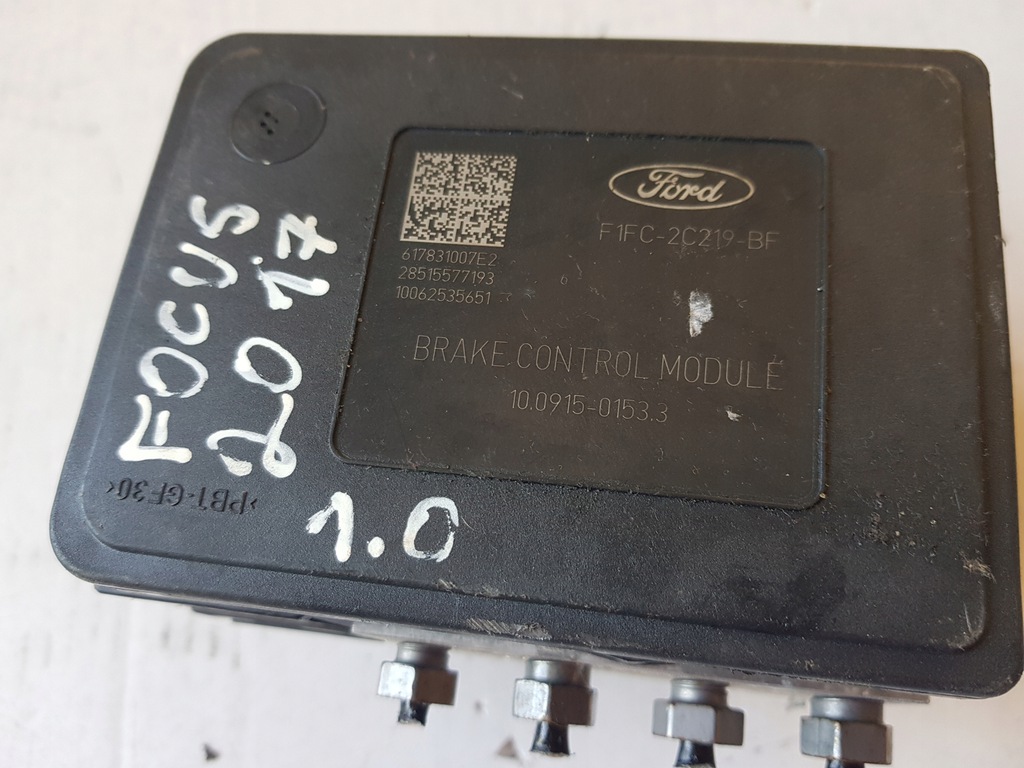 Ford
F1FC-2C219-BF
617831007E2
28515577193
10062535651
BRAKE CONTROL MODULE
10.0915-0153.3
FOCUS
2017
1.0
>PBT-GF30<